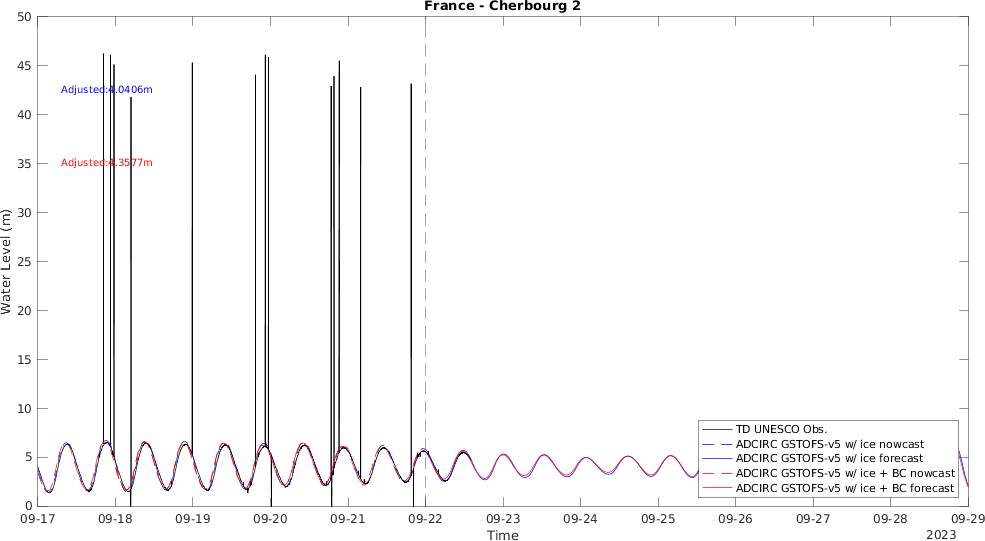 France - Cherbourg 2
50
45
40
35
30
25
20
15
10
5
0
Water Level (m)
Adjusted:4.0406m
Adjusted:4.3577m
TD UNESCO Obs.
ADCIRC GSTOFS-v5 w/ ice nowcast
ADCIRC GSTOFS-v5 w/ ice forecast
ADCIRC GSTOFS-v5 w/ ice + BC nowcast
ADCIRC GSTOFS-v5 w/ ice + BC forecast
09-17 09-18 09-19 09-20 09-21 09-22 09-23 09-24 09-25 09-26 09-27 09-28 09-29
Time
2023